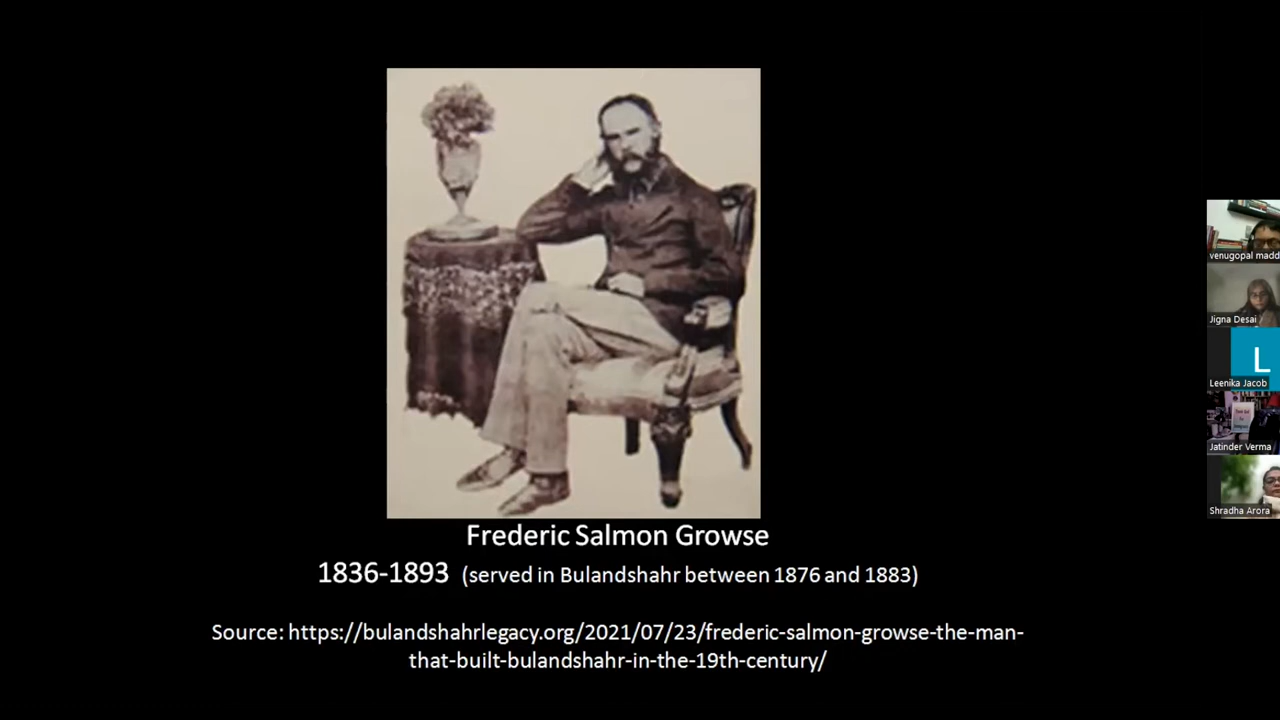 Frederic Salmon Growse
1836-1893 (served in Bulandshahr between 1876 and 1883)
Source: https://bulandshahrlegacy.org/2021/07/23/frederic-salmon-growse-the-man-
that-built-bulandshahr-in-the-19th-century/
venugopal madd
Jigna Desai
L
Leenika Jacob
Jatinder Verma
Shradha Arora